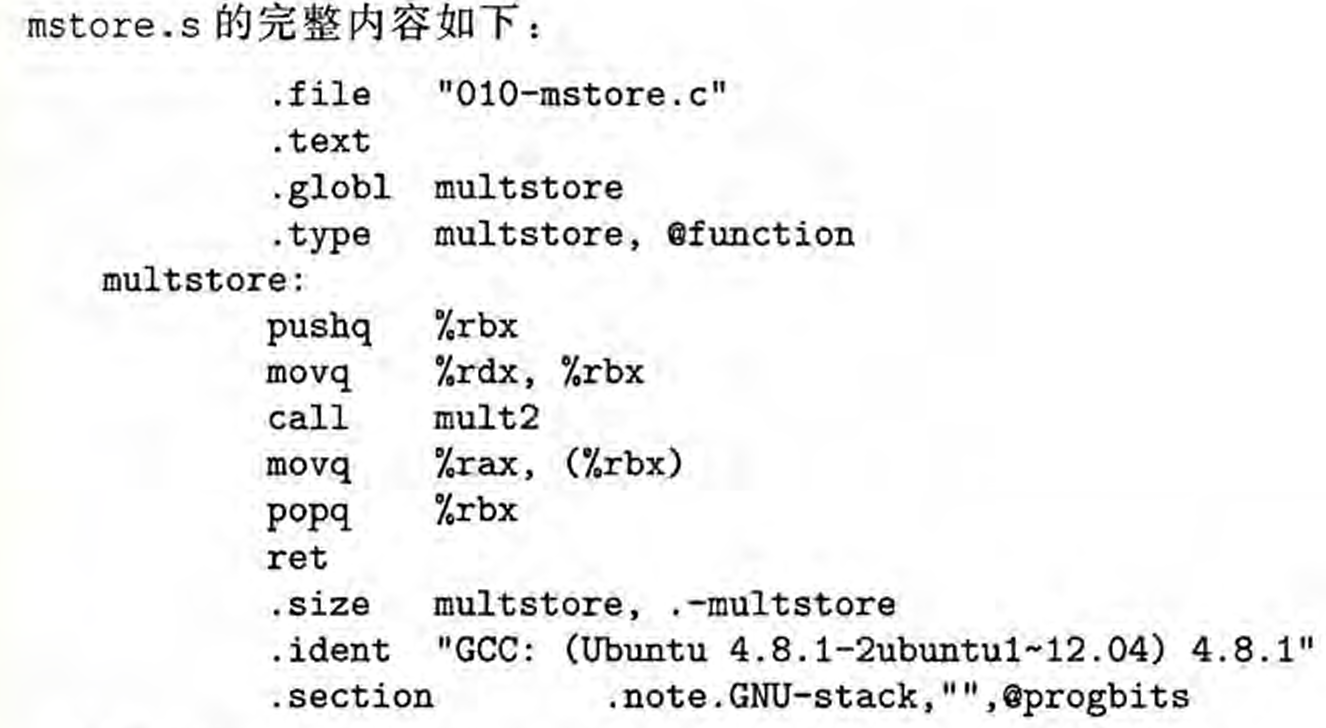 mstore.s 的完整内容如下：
.file "010-mstore.c"
.text
.globl multstore
.type multstore, @function
multstore:
pushq %rbx
movq %rdx, %rbx
call mult2
movq %rax, (%rbx)
popq %rbx
ret
.size multstore, .-multstore
.ident "GCC: (Ubuntu 4.8.1-2ubuntu1~12.04) 4.8.1"
.section .note.GNU-stack,"",@progbits